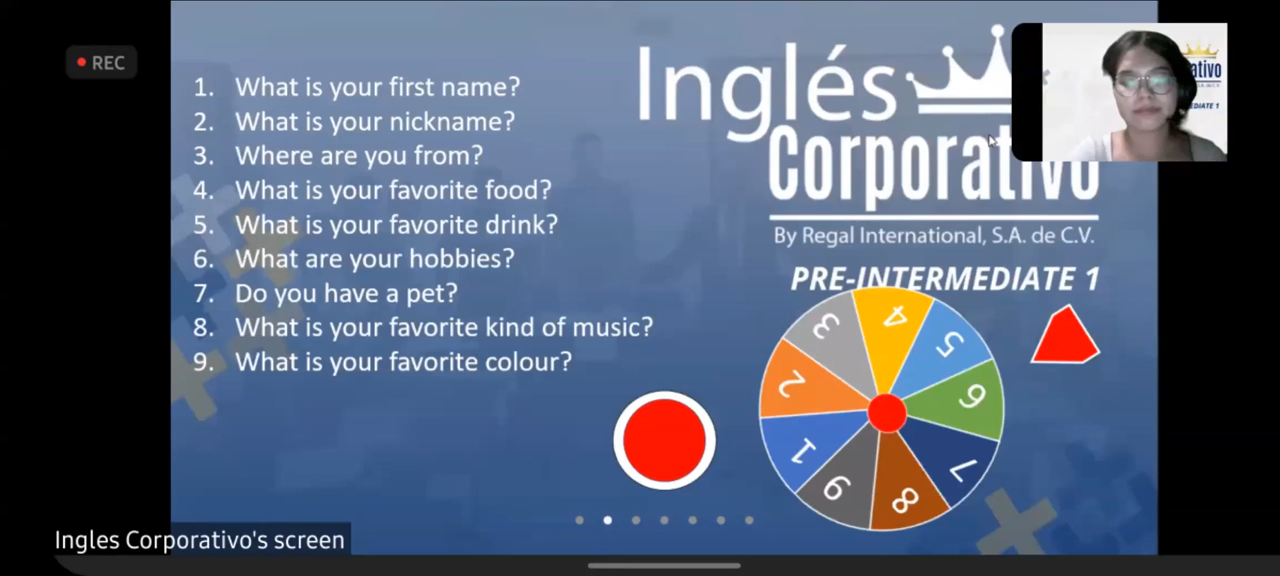 REC
1. What is your first name?
2. What is your nickname?
3. Where are you from?
4. What is your favorite food?
5. What is your favorite drink?
6. What are your hobbies?
7. Do you have a pet?
8. What is your favorite kind of music?
9. What is your favorite colour?
Inglés
Corporativo
By Regal International, S.A. de C.V.
PRE-INTERMEDIATE 1
ativo
EDIATE 1
3
4
5
2
6
1
7
9
8
Ingles Corporativo's screen